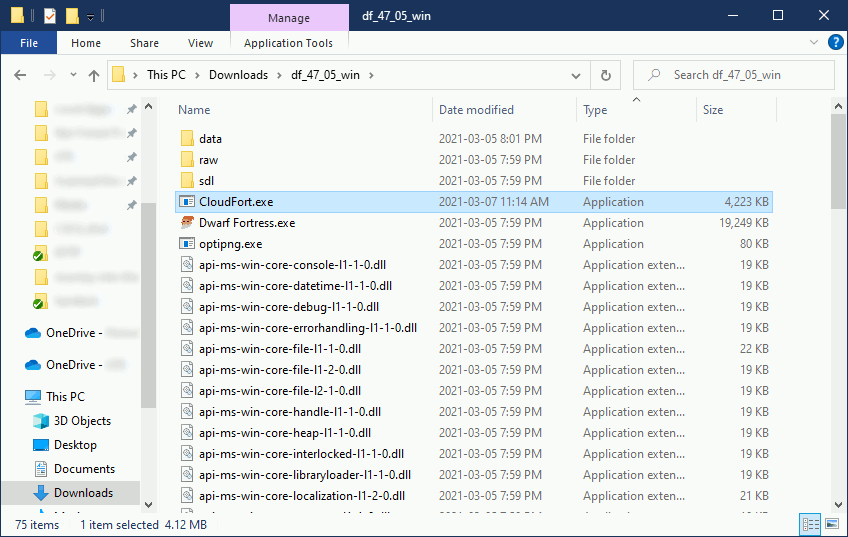 Manage
df_47_05_win
File
Home
Share
View
Application Tools
This PC
Downloads
df_47_05_win
Search df_47_05_win
OneDrive -
OneDrive -
This PC
3D Objects
Desktop
Documents
Downloads
Name Date modified Type Size
data 2021-03-05 8:01 PM File folder
raw 2021-03-05 7:59 PM File folder
sdl 2021-03-05 7:59 PM File folder
CloudFort.exe 2021-03-07 11:14 AM Application 4,223 KB
Dwarf Fortress.exe 2021-03-05 7:59 PM Application 19,249 KB
optipng.exe 2021-03-05 7:59 PM Application 80 KB
api-ms-win-core-console-l1-1-0.dll 2021-03-05 7:59 PM Application exten... 19 KB
api-ms-win-core-datetime-l1-1-0.dll 2021-03-05 7:59 PM Application exten... 19 KB
api-ms-win-core-debug-l1-1-0.dll 2021-03-05 7:59 PM Application exten... 19 KB
api-ms-win-core-errorhandling-l1-1-0.dll 2021-03-05 7:59 PM Application exten... 19 KB
api-ms-win-core-file-l1-1-0.dll 2021-03-05 7:59 PM Application exten... 22 KB
api-ms-win-core-file-l1-2-0.dll 2021-03-05 7:59 PM Application exten... 19 KB
api-ms-win-core-file-l2-1-0.dll 2021-03-05 7:59 PM Application exten... 19 KB
api-ms-win-core-handle-l1-1-0.dll 2021-03-05 7:59 PM Application exten... 19 KB
api-ms-win-core-heap-l1-1-0.dll 2021-03-05 7:59 PM Application exten... 19 KB
api-ms-win-core-interlocked-l1-1-0.dll 2021-03-05 7:59 PM Application exten... 19 KB
api-ms-win-core-libraryloader-l1-1-0.dll 2021-03-05 7:59 PM Application exten... 19 KB
api-ms-win-core-localization-l1-2-0.dll 2021-03-05 7:59 PM Application exten... 21 KB
75 items 1 item selected 4.12 MB